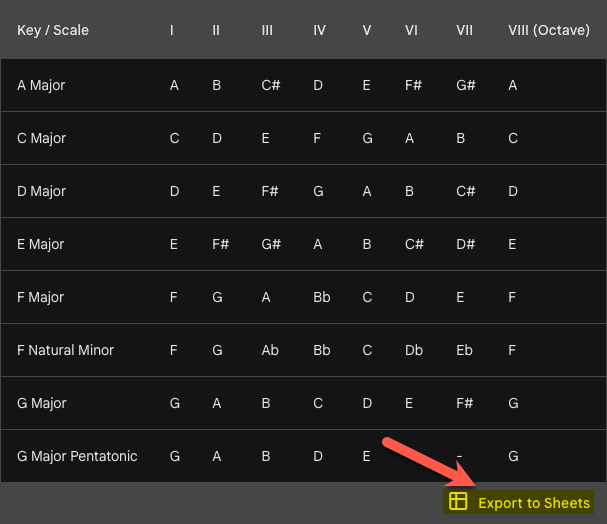 Key / Scale I II III IV V VI VII VIII (Octave)
A Major A B C# D E F# G# A
C Major C D E F G A B C
D Major D E F# G A B C# D
E Major E F# G# A B C# D# E
F Major F G A Bb C D E F
F Natural Minor F G Ab Bb C Db Eb F
G Major G A B C D E F# G
G Major Pentatonic G A B D E - G
Export to Sheets